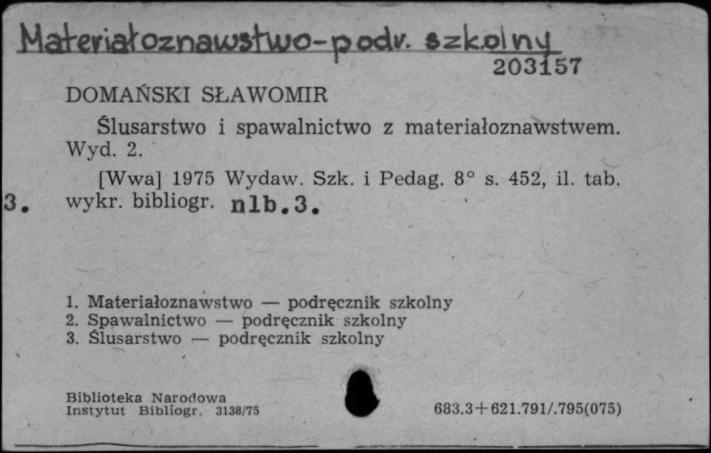 Materiałoznawstwo-podr. szkolny
203157
DOMAŃSKI SŁAWOMIR
Ślusarstwo i spawalnictwo z materiałoznawstwem.
Wyd. 2.
[Wwa] 1975 Wydaw. Szk. i Pedag. 8° s. 452, il. tab.
3. wykr. bibliogr. nlb.3.
1. Materiałoznawstwo — podręcznik szkolny
2. Spawalnictwo — podręcznik szkolny
3. Ślusarstwo — podręcznik szkolny
Biblioteka Narodowa
Instytut Bibliogr. 3138/75
683.3+621.791/.795(075)